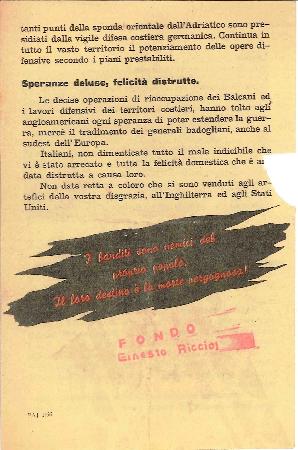 tanti punti della sponda orientale dell'Adriatico sono pre-
sidiati dalla vigile difesa costiera germanica. Continua in
tutto il vasto territorio il potenziamento delle opere di-
fensive secondo i piani prestabiliti.
Speranze deluse, felicità distrutte.
Le decise operazioni di rioccupazione dei Balcani ed
i lavori difensivi dei territori costieri, hanno tolto agli
angloamericani ogni speranza di poter estendere la guer-
ra, mercè il tradimento dei generali badogliani, anche al
sudest dell'Europa.
Italiani, non dimenticate tutto il male indicibile che
vi è stato arrecato e tutta la felicità domestica che è an
data distrutta a causa loro.
Non date retta a coloro che si sono venduti agli ar-
tefici della vostra disgrazia, all'Inghilterra ed agli Stati
Uniti.
I banditi sono nemici del
proprio popolo.
Il loro destino è la morte vergognosa!
FONDO
Ernesto Riccio